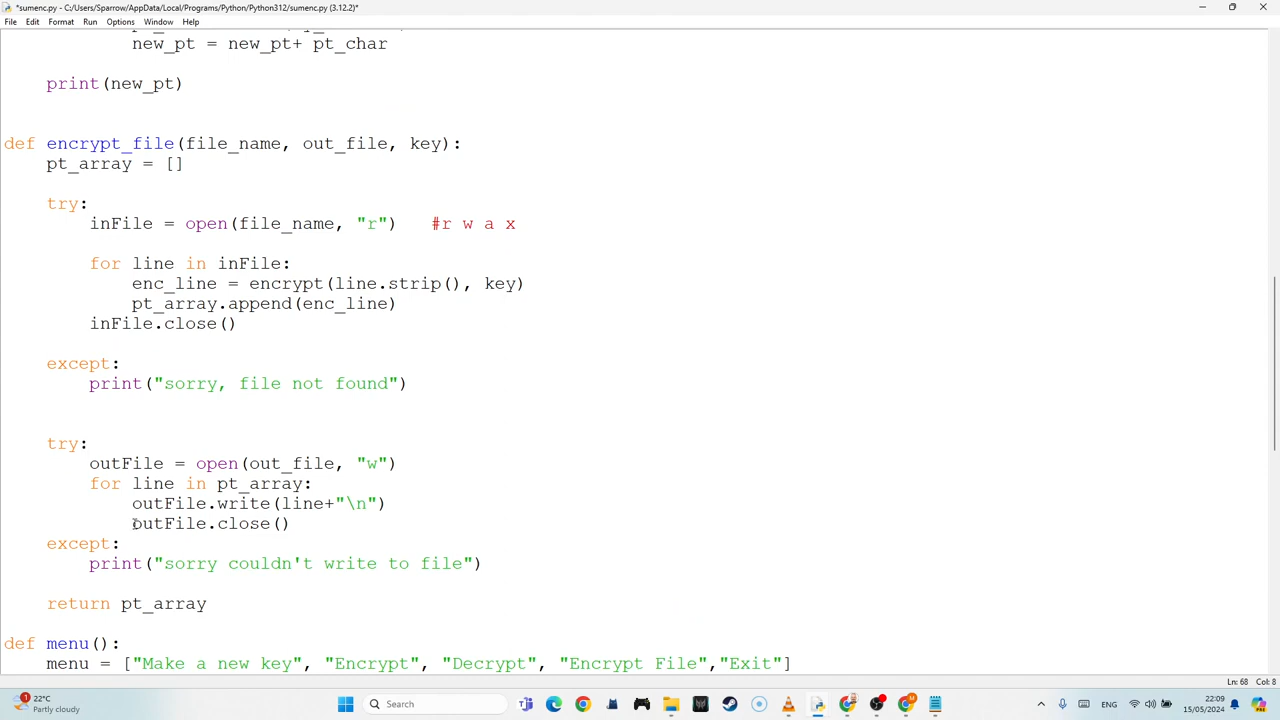 *sumenc.py - C:/Users/Sparrow/AppData/Local/Programs/Python/Python312/sumenc.py (3.12.2)*
File Edit Format Run Options Window Help
new_pt = new_pt+ pt_char
print(new_pt)
def encrypt_file(file_name, out_file, key):
pt_array = []
try:
inFile = open(file_name, "r") #r w a x
for line in inFile:
enc_line = encrypt(line.strip(), key)
pt_array.append(enc_line)
inFile.close()
except:
print("sorry, file not found")
try:
outFile = open(out_file, "w")
for line in pt_array:
outFile.write(line+"\n")
outFile.close()
except:
print("sorry couldn't write to file")
return pt_array
def menu():
menu = ["Make a new key", "Encrypt", "Decrypt", "Encrypt File","Exit"]
Ln: 68 Col: 8
1
22°C
Partly cloudy
Search
ENG
22:09
15/05/2024